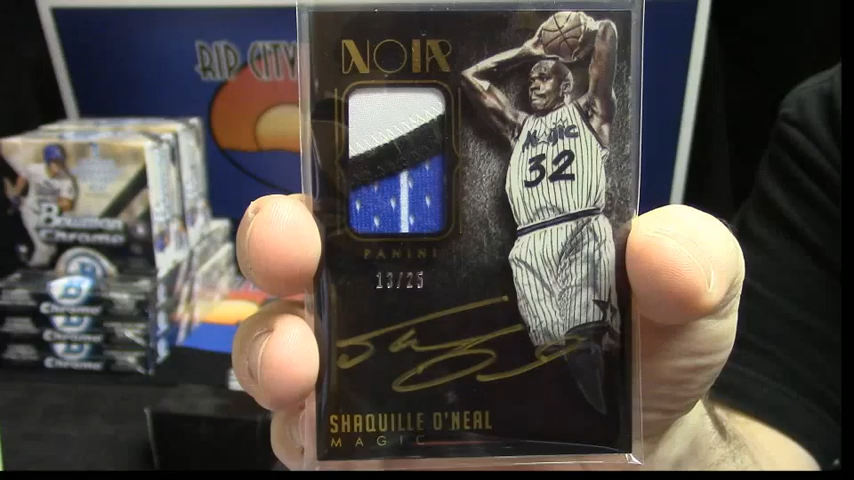 RIP CITY
NOIR
Magic
32
PANINI
13/25
SHAQUILLE O'NEAL
MAGIC
Bowman
Chrome
Chrome
Chrome
Chrome